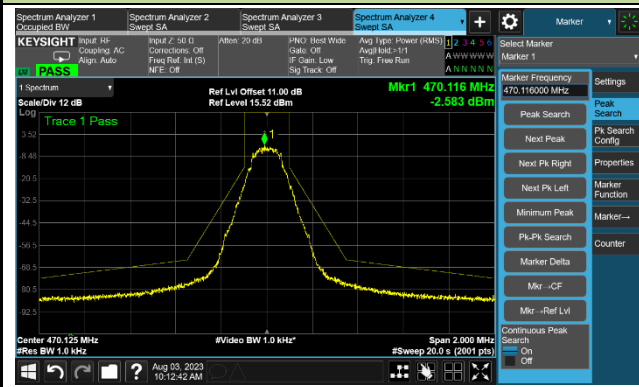 Spectrum Analyzer 1
Occupied BW
Spectrum Analyzer 2
Swept SA
Spectrum Analyzer 3
Swept SA
Spectrum Analyzer 4
Swept SA
Marker
KEYSIGHT
Input: RF
Coupling: AC
Align: Auto
Input Z: 50 Ω
Corrections: Off
Freq Ref: Int (S)
NFE: Off
Atten: 20 dB
PNO: Best Wide
Gate: Off
IF Gain: Low
Sig Track: Off
Avg Type: Power (RMS)
Avg|Hold:>1/1
Trig: Free Run
1 2 3 4 5 6
A W W W W W
A N N N N N
PASS
Select Marker
Marker 1
1 Spectrum
Scale/Div 12 dB
Ref Lvl Offset 11.00 dB
Ref Level 15.52 dBm
Mkr1 470.116 MHz
-2.583 dBm
Log
Trace 1 Pass
1
3.52
-8.48
-20.5
-32.5
-44.5
-56.5
-68.5
-80.5
-92.5
Center 470.125 MHz
#Res BW 1.0 kHz
#Video BW 1.0 kHz*
Span 2.000 MHz
#Sweep 20.0 s (2001 pts)
Marker Frequency
470.116000 MHz
Peak Search
Next Peak
Next Pk Right
Next Pk Left
Minimum Peak
Pk-Pk Search
Marker Delta
Mkr→CF
Mkr→Ref Lvl
Continuous Peak
Search
On
Off
Settings
Peak
Search
Pk Search
Config
Properties
Marker
Function
Marker→
Counter
Aug 03, 2023
10:12:42 AM